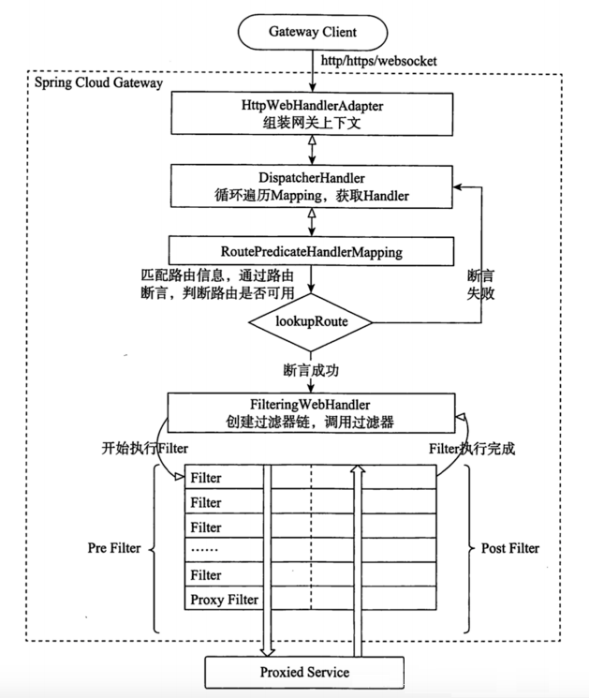 Gateway Client
http/https/websocket
Spring Cloud Gateway
HttpWebHandlerAdapter
组装网关上下文
DispatcherHandler
循环遍历Mapping，获取Handler
RoutePredicateHandlerMapping
匹配路由信息，通过路由
断言，判断路由是否可用
断言
失败
lookupRoute
断言成功
FilteringWebHandler
创建过滤器链，调用过滤器
开始执行Filter
Filter执行完成
Filter
Filter
Filter
……
Filter
Proxy Filter
Pre Filter
Post Filter
Proxied Service